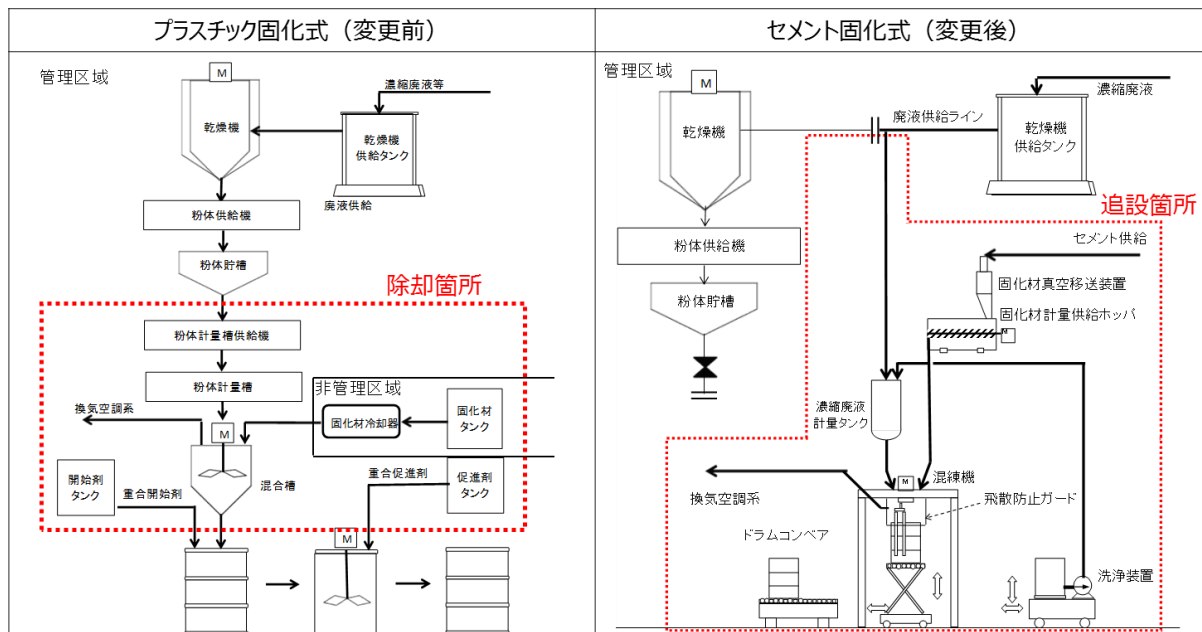 プラスチック固化式（変更前）
管理区域
M
濃縮廃液等
乾燥機
乾燥機
供給タンク
廃液供給
粉体供給機
粉体貯槽
除却箇所
粉体計量槽供給機
粉体計量槽
非管理区域
換気空調系
M
固化材冷却器
固化材
タンク
開始剤
タンク
重合開始剤
混合槽
重合促進剤
促進剤
タンク
M
セメント固化式（変更後）
管理区域
M
濃縮廃液
廃液供給ライン
乾燥機
乾燥機
供給タンク
追設箇所
セメント供給
粉体供給機
固化材真空移送装置
粉体貯槽
固化材計量供給ホッパ
M
濃縮廃液
計量タンク
混練機
M
換気空調系
飛散防止ガード
ドラムコンベア
洗浄装置